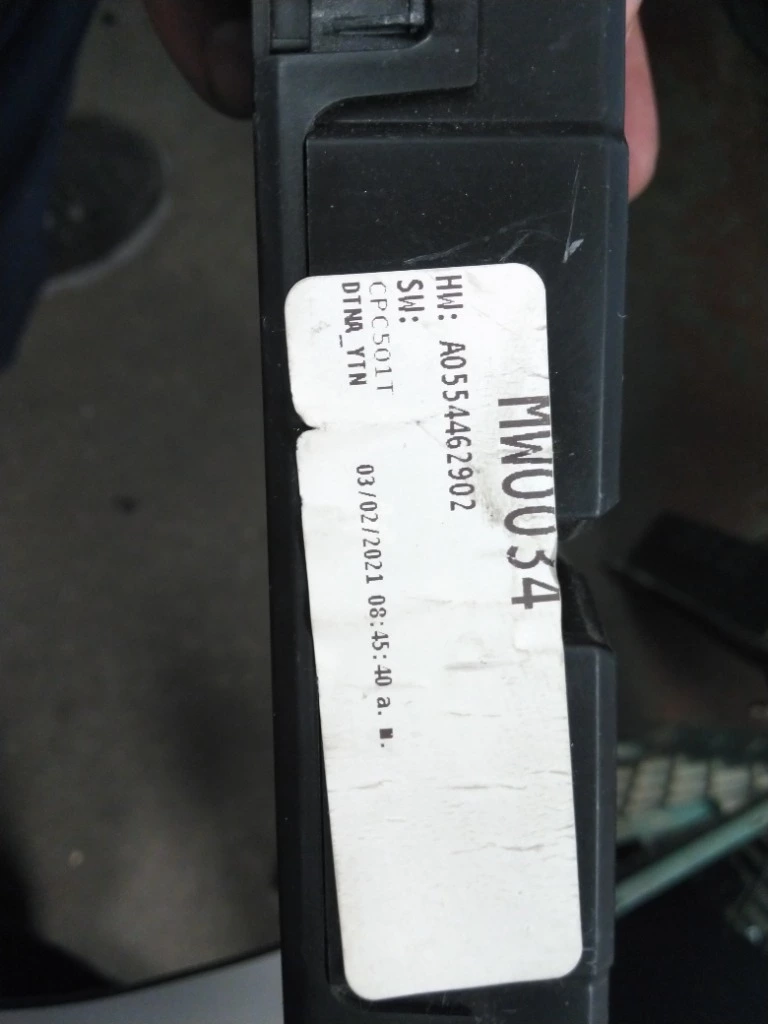 MW0034
HW: A0554462902
SW:
CPC501T
DTNA_YTN
03/02/2021 08:45:40 a. m.